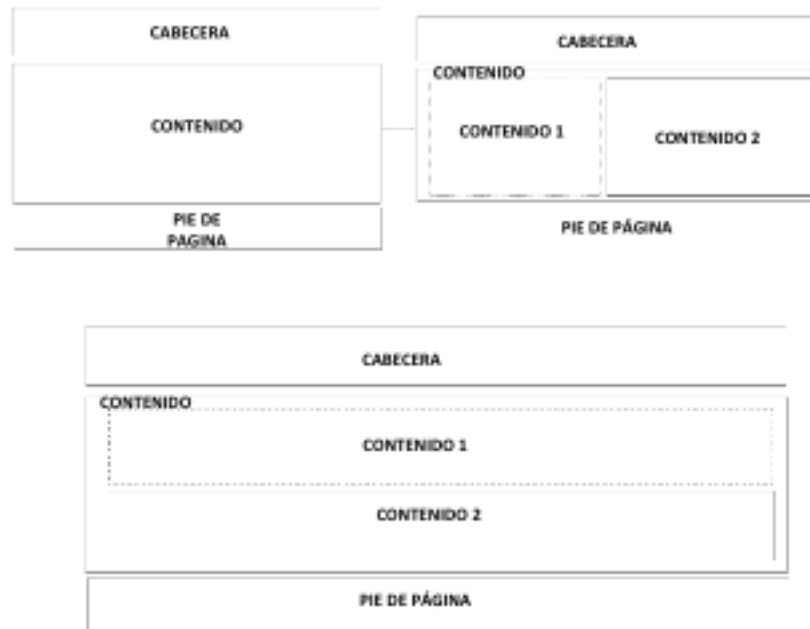 CABECERA
CONTENIDO
PIE DE
PAGINA
CABECERA
CONTENIDO
CONTENIDO 1
CONTENIDO 2
PIE DE PÁGINA
CABECERA
CONTENIDO
CONTENIDO 1
CONTENIDO 2
PIE DE PÁGINA